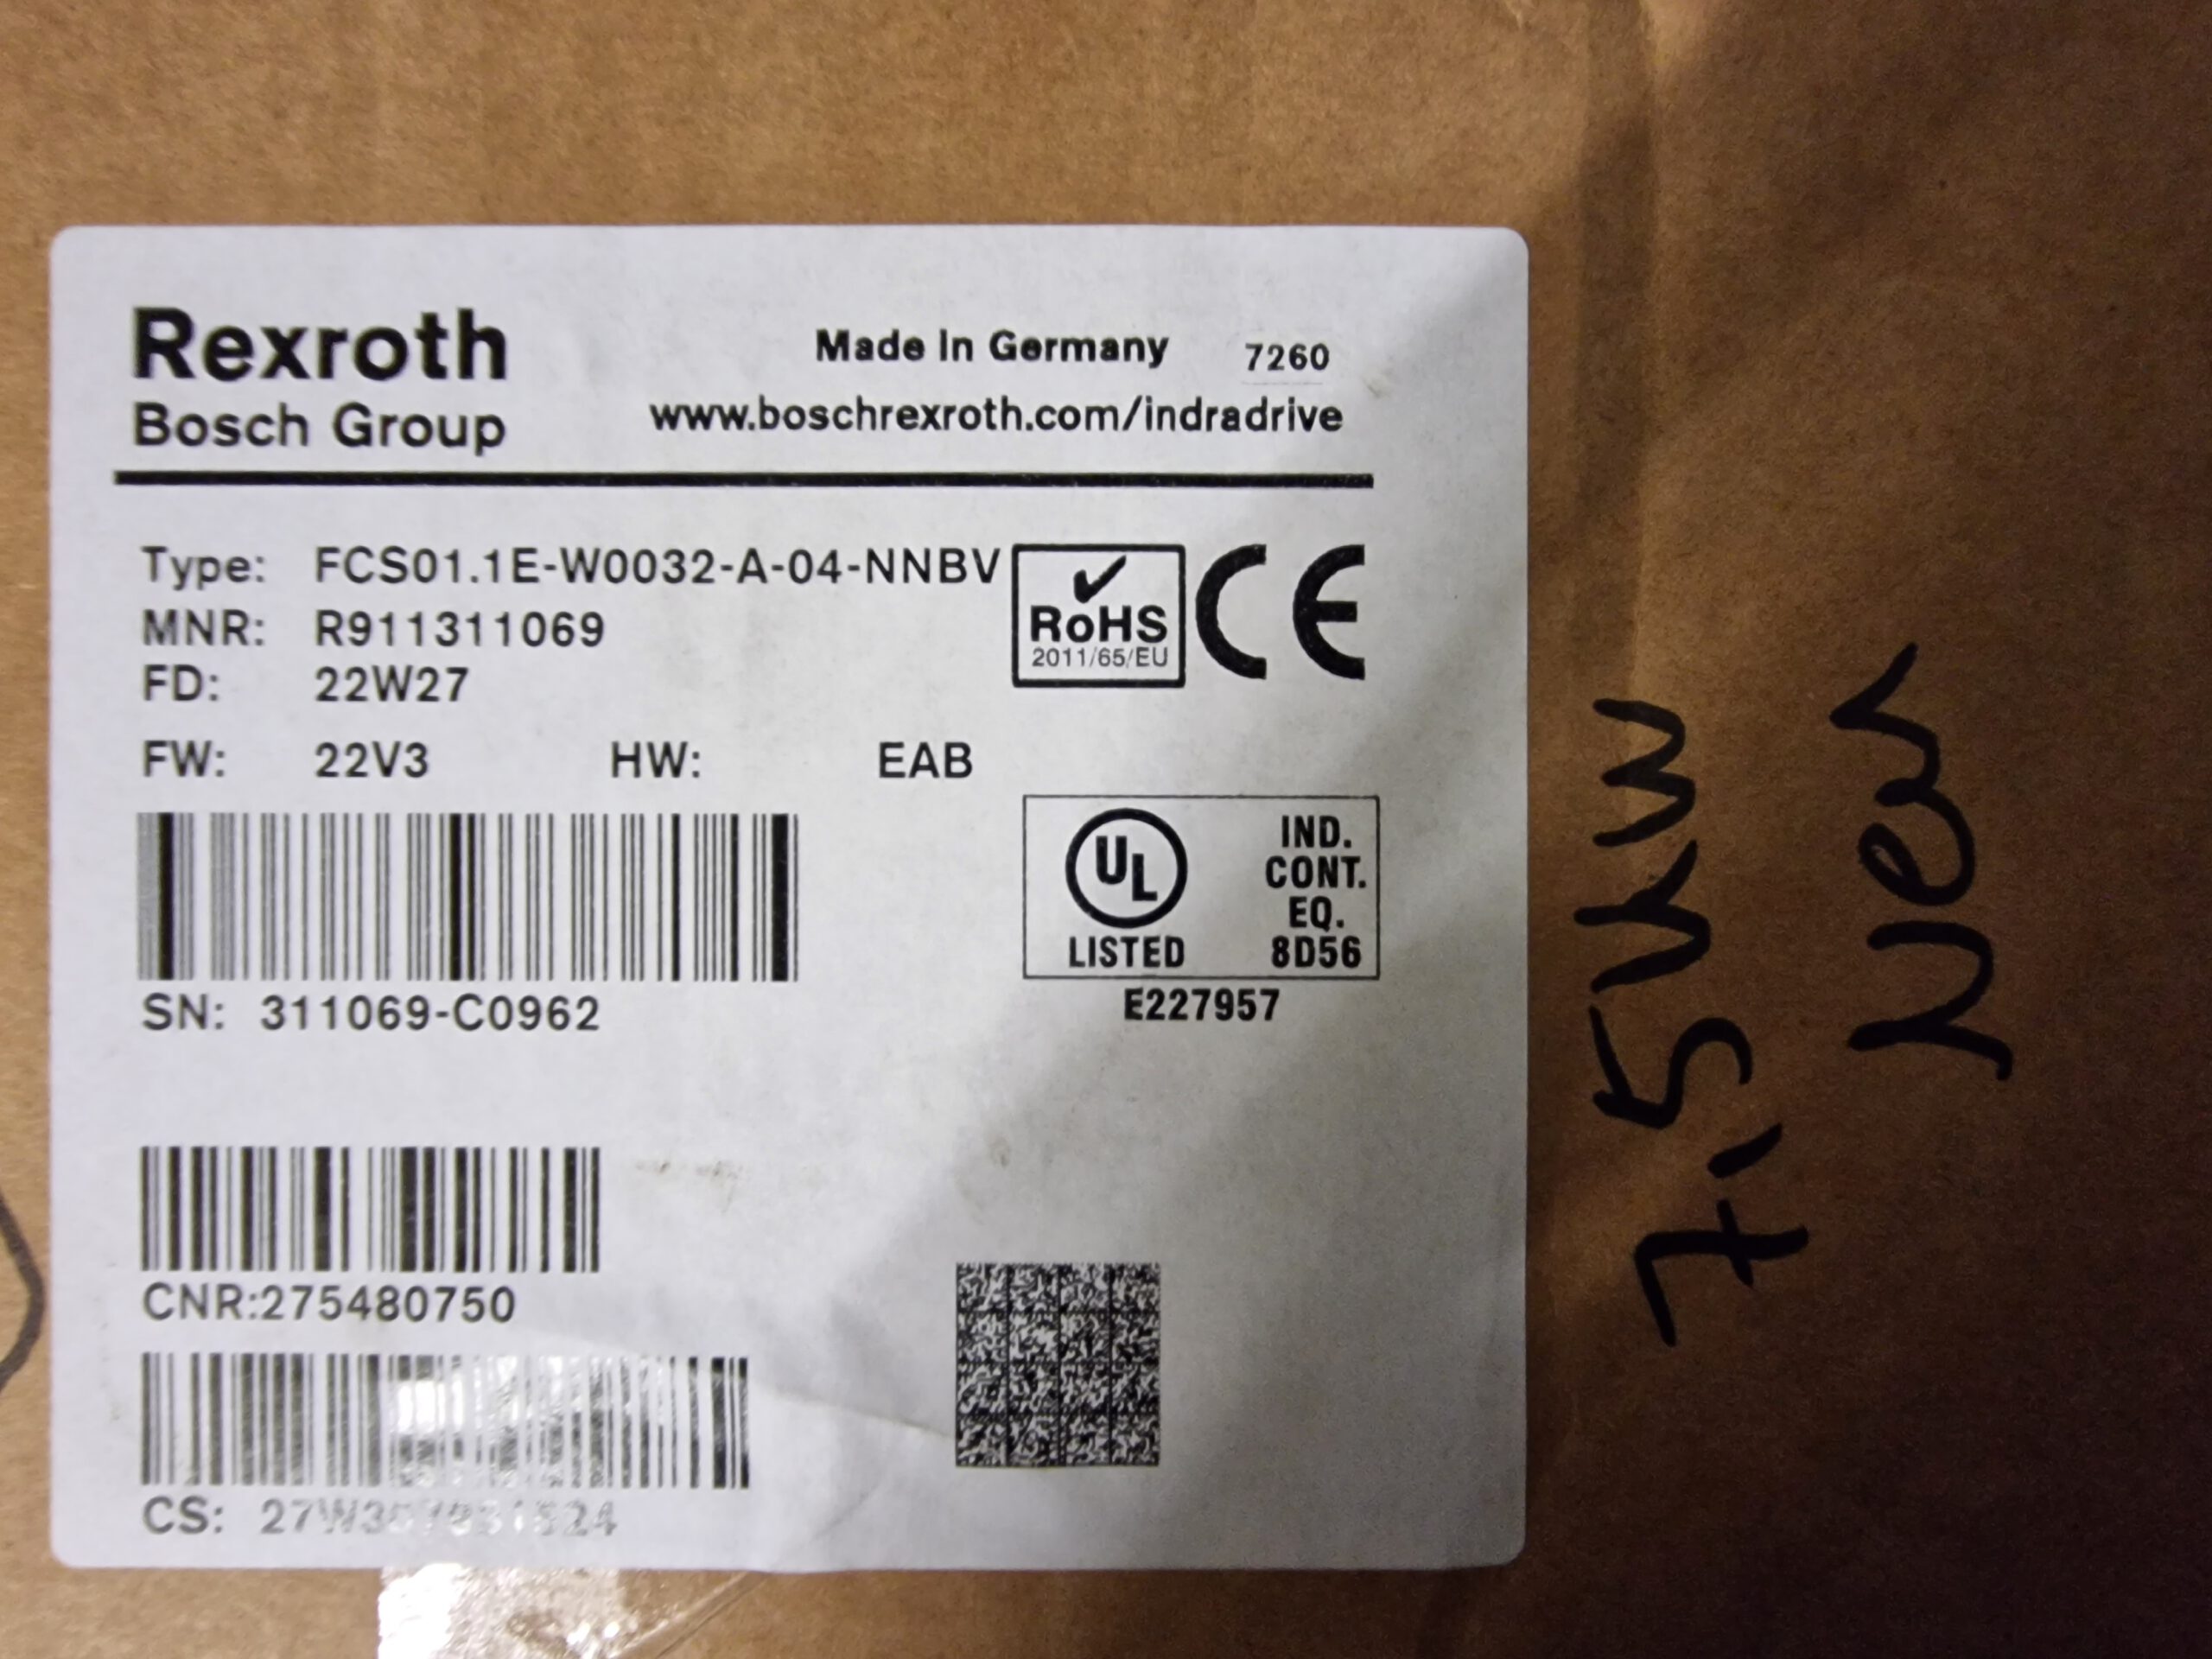 Rexroth
Bosch Group
Made in Germany 7260
www.boschrexroth.com/indradrive
Type: FCS01.1E-W0032-A-04-NNBV
MNR: R911311069
FD: 22W27
FW: 22V3 HW: EAB
RoHS
2011/65/EU
CE
UL
LISTED
IND.
CONT.
EQ.
8D56
E227957
SN: 311069-C0962
CNR:275480750
CS:
7,5KW
Neu